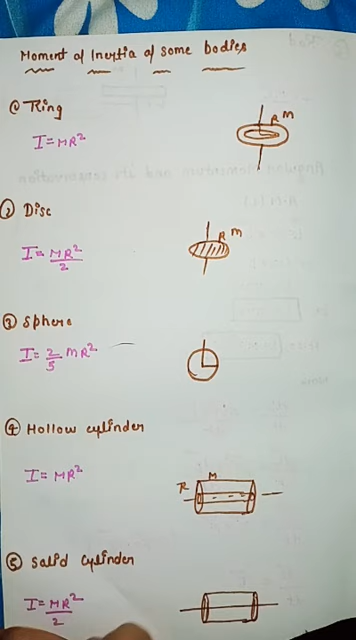 Moment of Inertia of some bodies
① Ring
I = MR²
R M
② Disc
I = MR²/2
R M
③ Sphere
I = 2/5 MR²
④ Hollow cylinder
I = MR²
R M
⑤ Salid cylinder
I = MR²/2